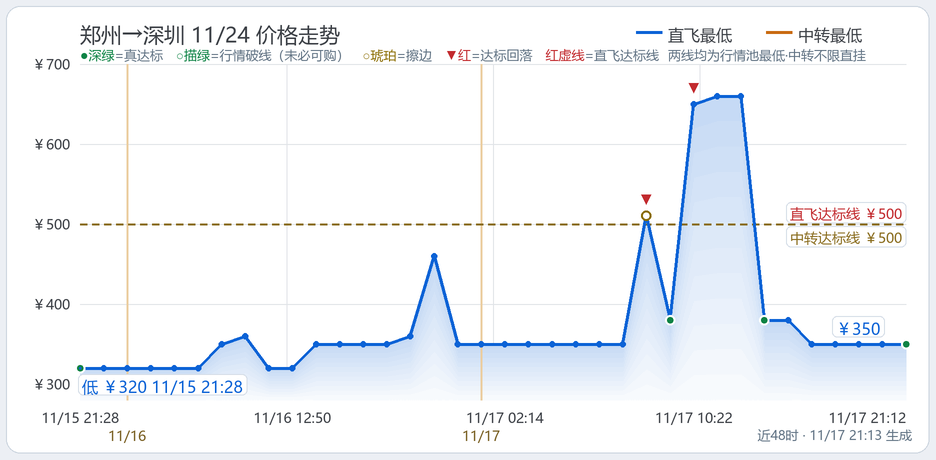 郑州→深圳 11/24 价格走势
直飞最低 中转最低
●深绿=真达标 ○描绿=行情破线（未必可购） ○琥珀=擦边 ▼红=达标回落 红虚线=直飞达标线 两线均为行情池最低·中转不限直挂
¥700
¥600
¥500
¥400
¥300
直飞达标线 ¥500
中转达标线 ¥500
¥350
低 ¥320 11/15 21:28
11/15 21:28 11/16 12:50 11/17 02:14 11/17 10:22 11/17 21:12
11/16 11/17
近48时 · 11/17 21:13 生成